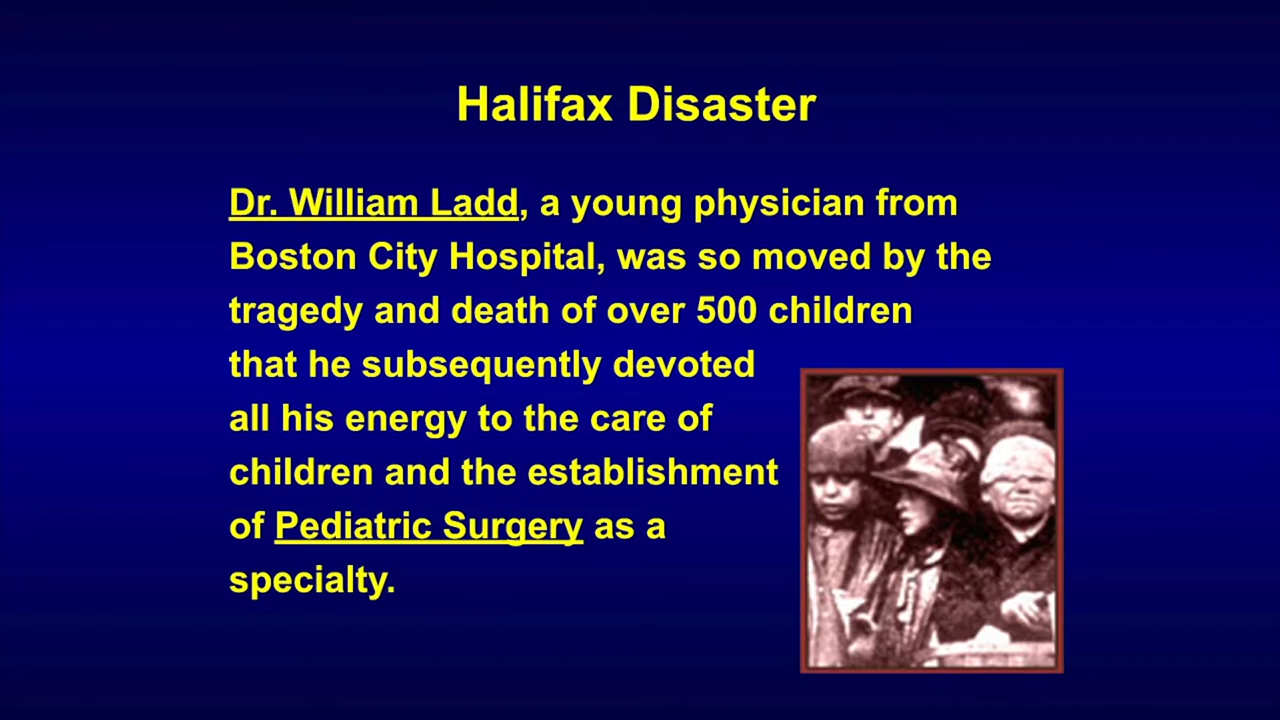 Halifax Disaster
Dr. William Ladd, a young physician from
Boston City Hospital, was so moved by the
tragedy and death of over 500 children
that he subsequently devoted
all his energy to the care of
children and the establishment
of Pediatric Surgery as a
specialty.